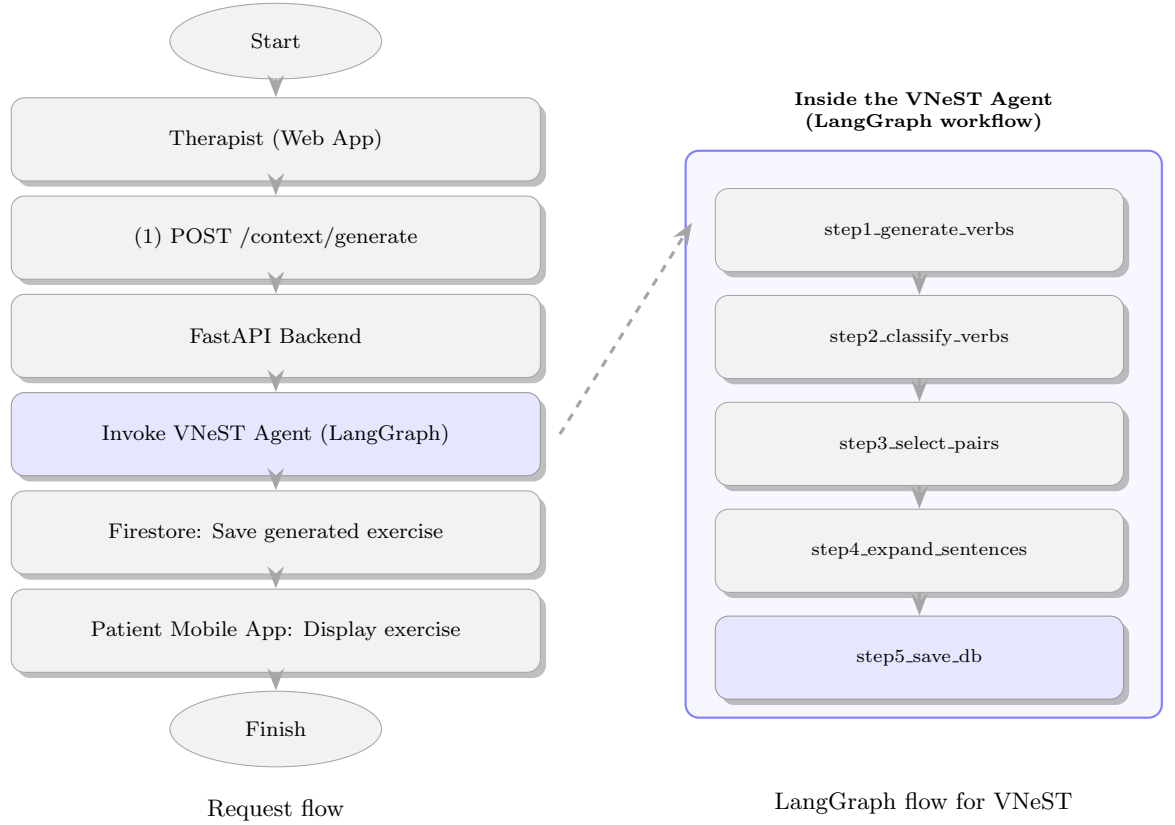 Start
Therapist (Web App)
(1) POST /context/generate
FastAPI Backend
Invoke VNeST Agent (LangGraph)
Firestore: Save generated exercise
Patient Mobile App: Display exercise
Finish
Request flow
Inside the VNeST Agent
(LangGraph workflow)
step1_generate_verbs
step2_classify_verbs
step3_select_pairs
step4_expand_sentences
step5_save_db
LangGraph flow for VNeST